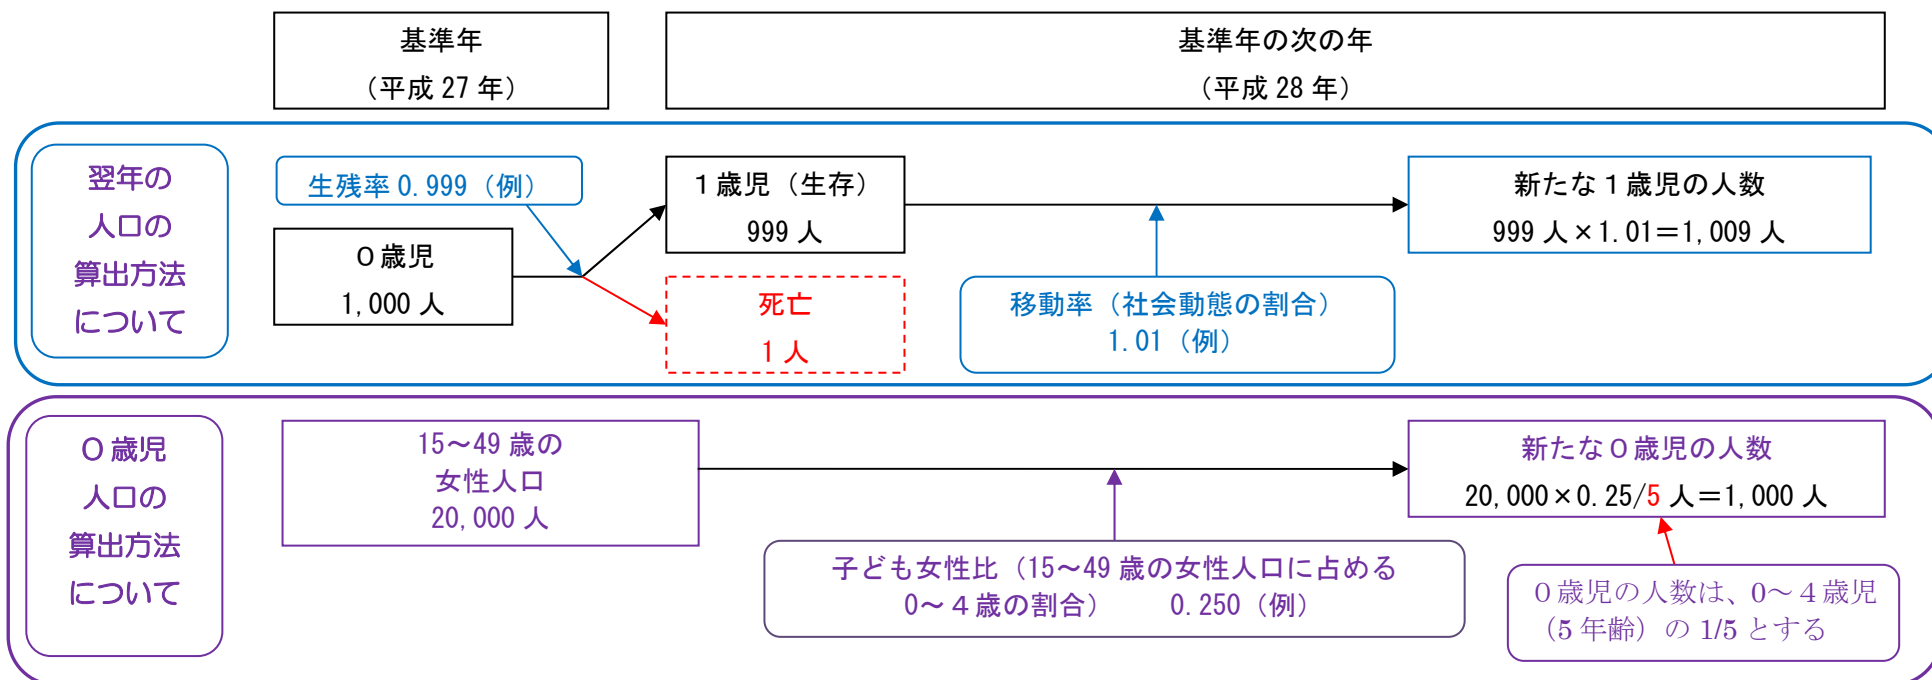 基準年
（平成 27 年）
基準年の次の年
（平成 28 年）
翌年の
人口の
算出方法
について
生残率 0.999（例）
０歳児
1,000 人
１歳児（生存）
999 人
死亡
1 人
移動率（社会動態の割合）
1.01（例）
新たな１歳児の人数
999 人×1.01＝1,009 人
０歳児
人口の
算出方法
について
15～49 歳の
女性人口
20,000 人
子ども女性比（15～49 歳の女性人口に占める
0～４歳の割合） 0.250（例）
新たな０歳児の人数
20,000×0.25/5 人＝1,000 人
０歳児の人数は、0～４歳児
（5 年齢）の 1/5 とする